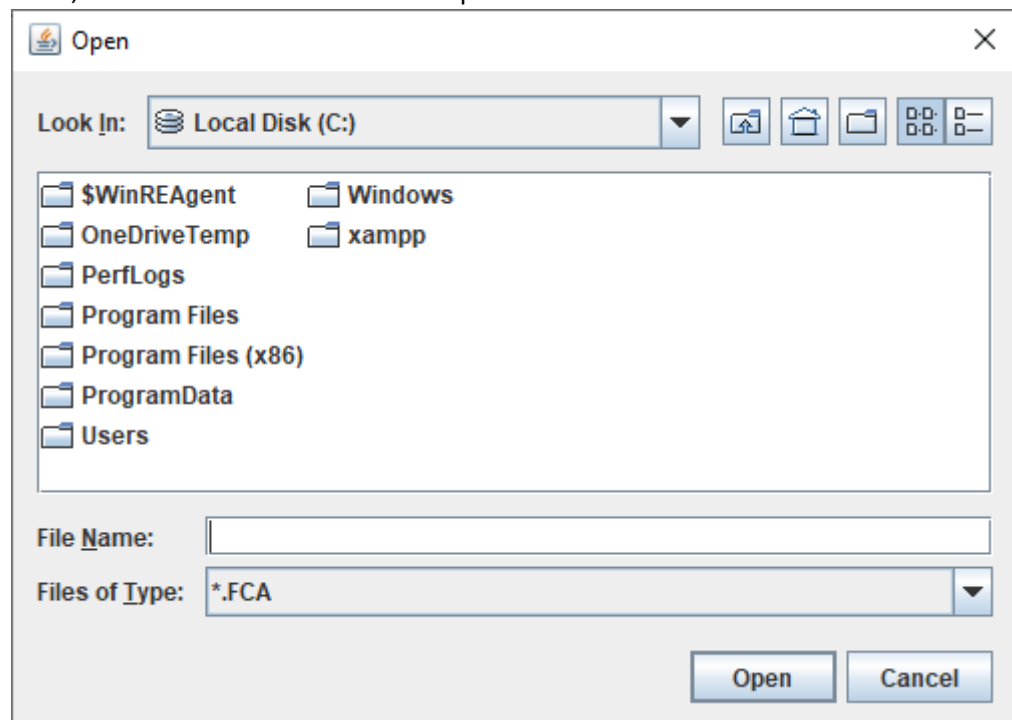 Open
Look In: Local Disk (C:)
$WinREAgent Windows
OneDriveTemp xampp
PerfLogs
Program Files
Program Files (x86)
ProgramData
Users
File Name:
Files of Type: *.FCA
Open Cancel